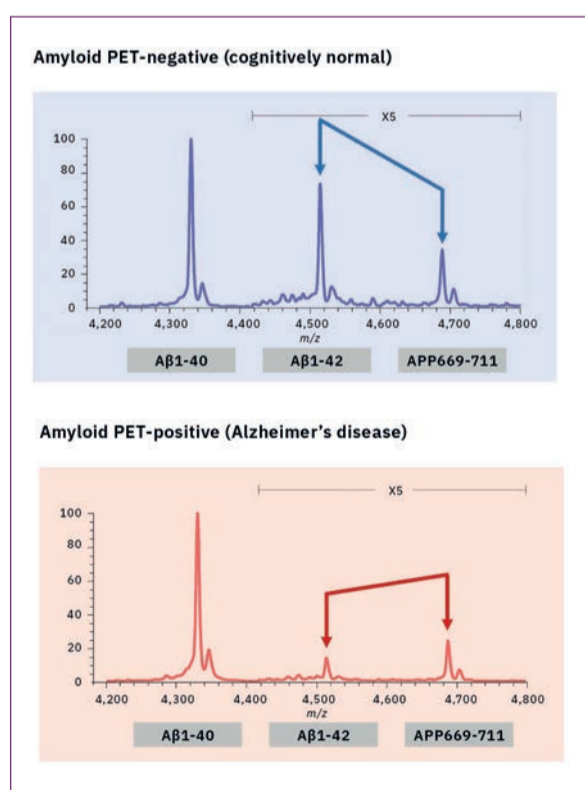 Amyloid PET-negative (cognitively normal)
X5
100
80
60
40
20
0
4,200 4,300 4,400 4,500 4,600 4,700 4,800
m/z
Aβ1-40 Aβ1-42 APP669-711
Amyloid PET-positive (Alzheimer’s disease)
X5
100
80
60
40
20
0
4,200 4,300 4,400 4,500 4,600 4,700 4,800
m/z
Aβ1-40 Aβ1-42 APP669-711